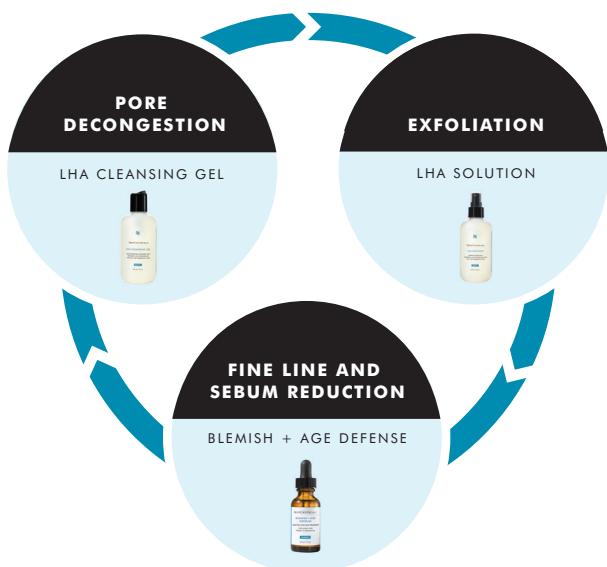 PORE
DECONGESTION
LHA CLEANSING GEL
EXFOLIATION
LHA SOLUTION
FINE LINE AND
SEBUM REDUCTION
BLEMISH + AGE DEFENSE